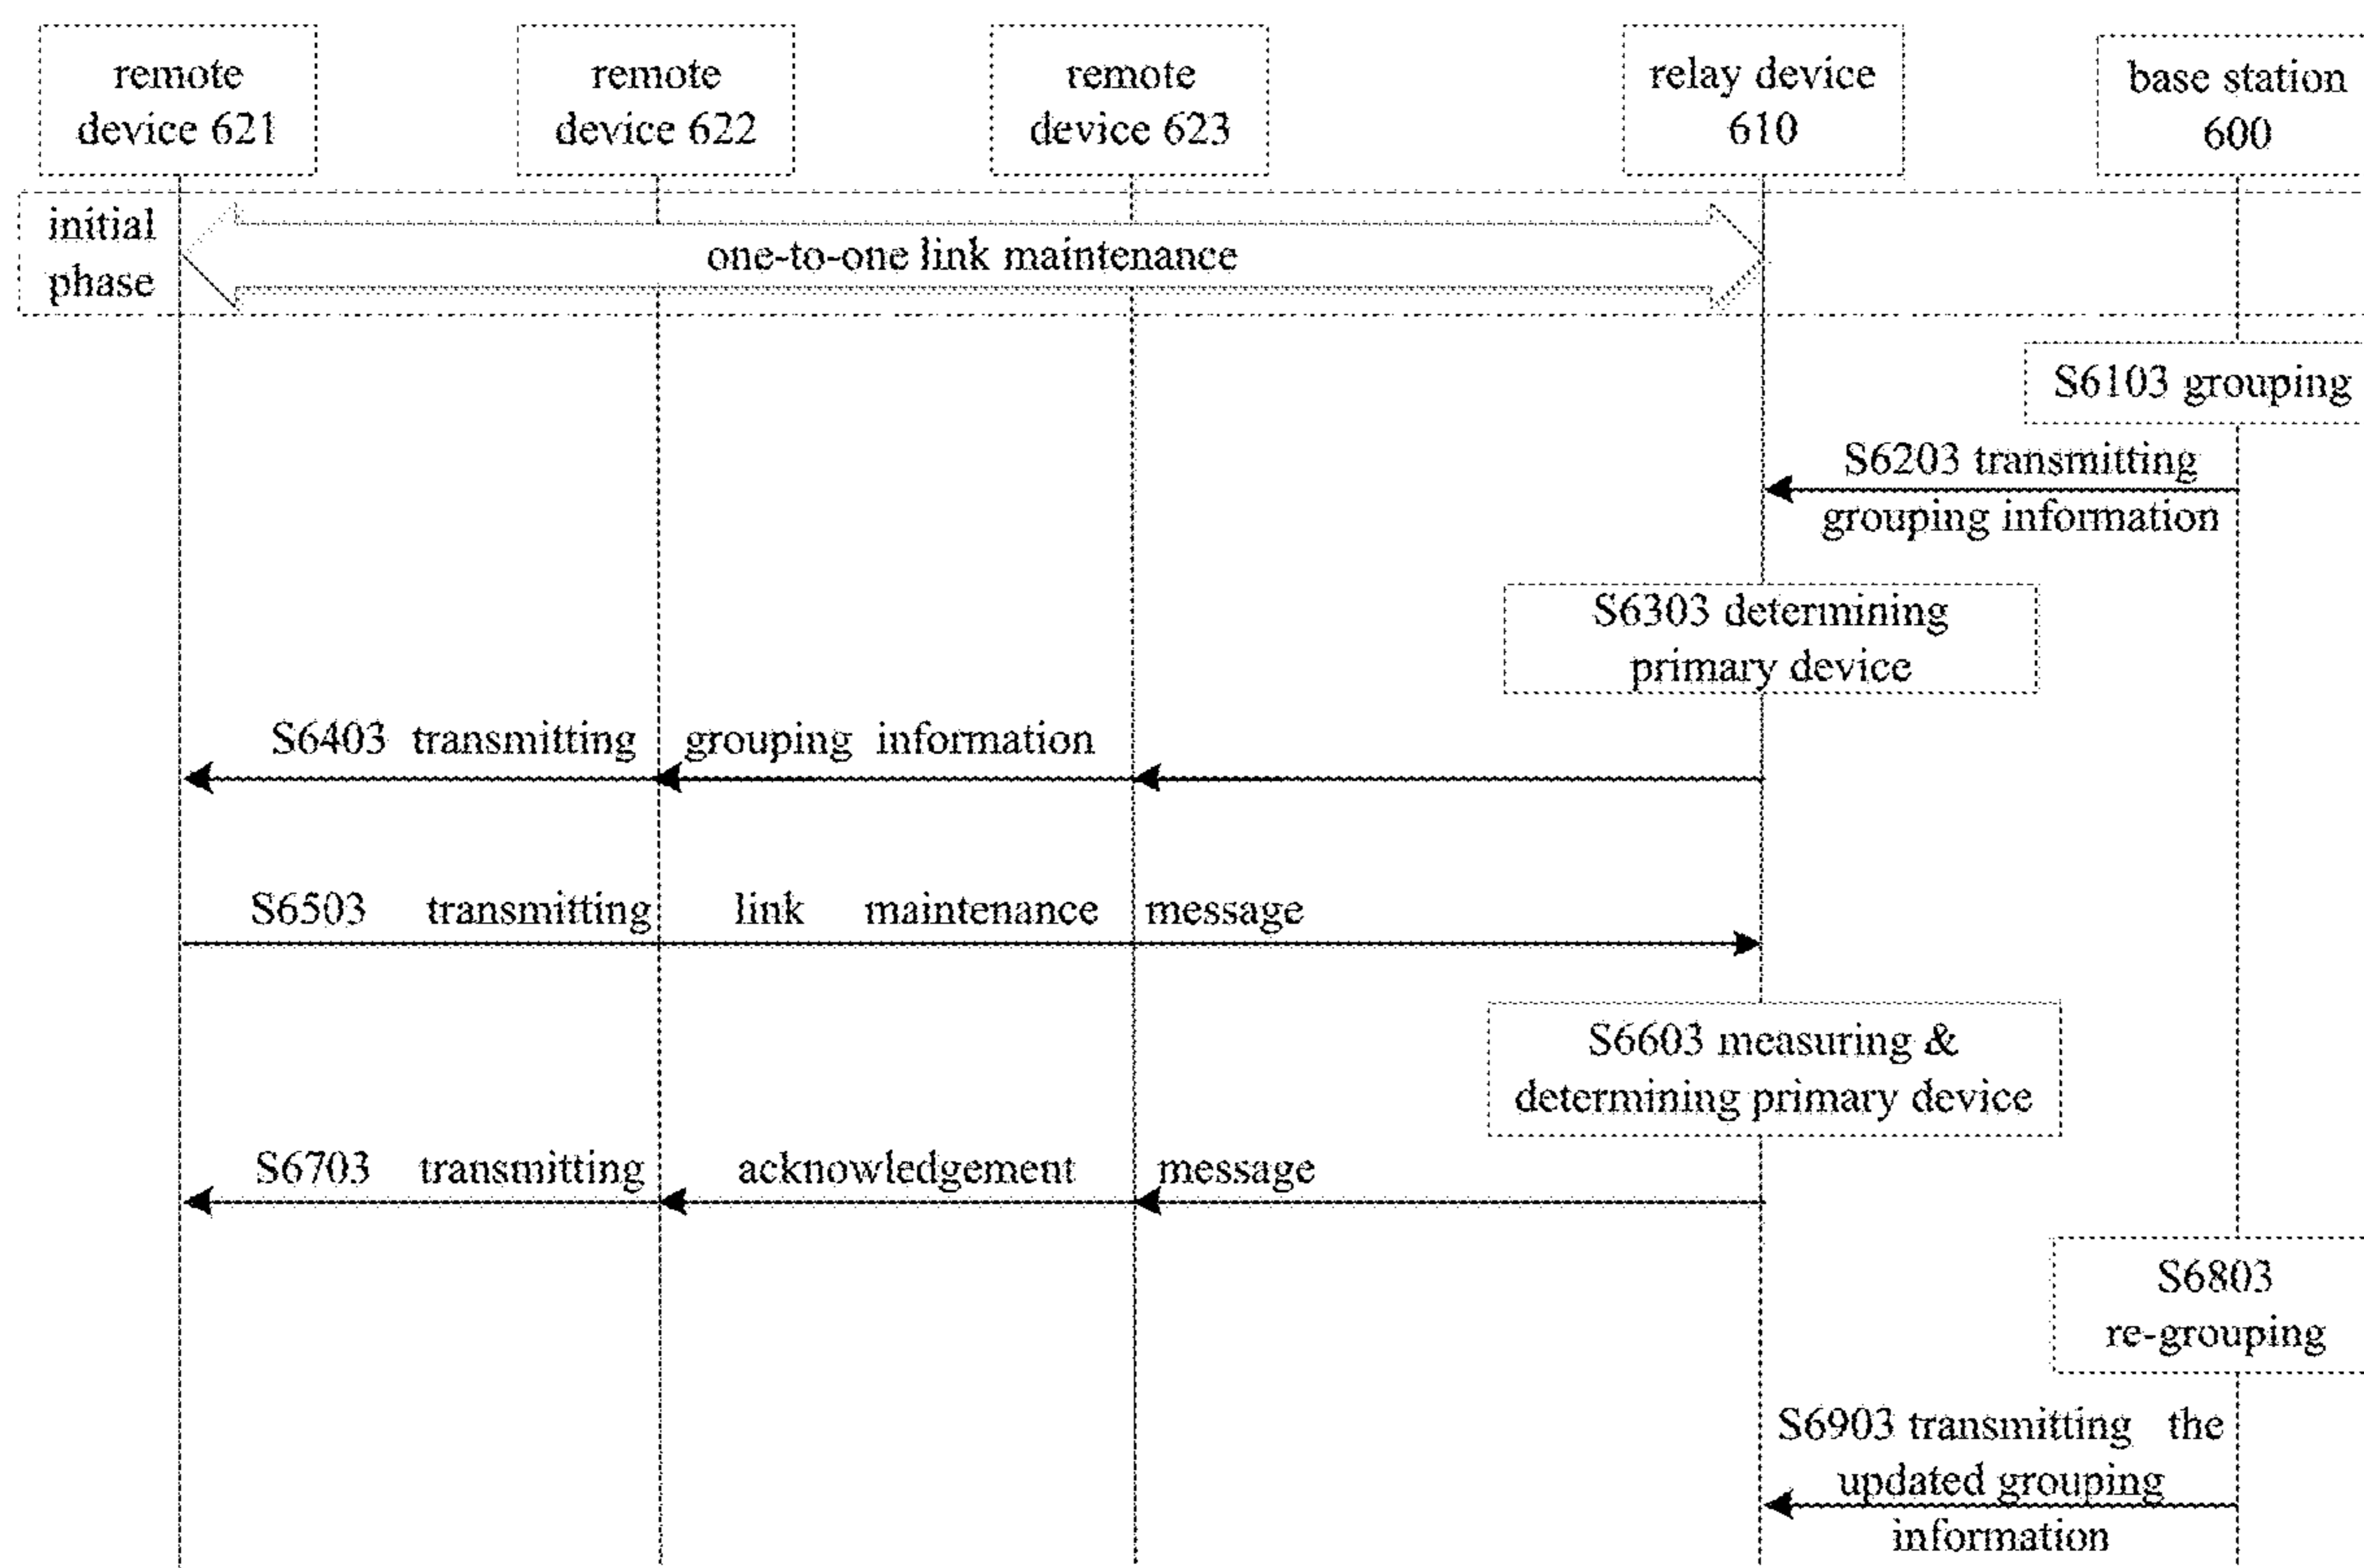 remote
device 621
remote
device 622
remote
device 623
relay device
610
base station
600
initial
phase
one-to-one link maintenance
S6103 grouping
S6203 transmitting
grouping information
S6303 determining
primary device
S6403 transmitting grouping information
S6503 transmitting link maintenance message
S6603 measuring &
determining primary device
S6703 transmitting acknowledgement message
S6803
re-grouping
S6903 transmitting the
updated grouping
information